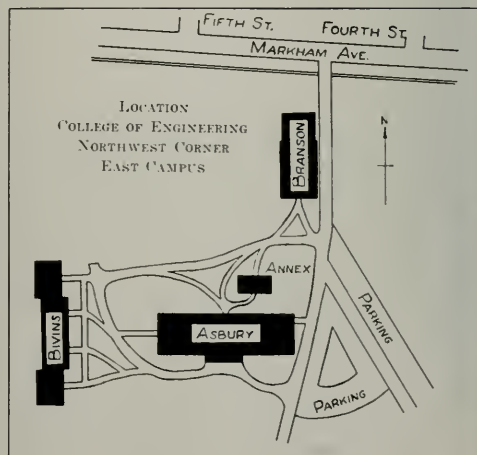 FIFTH ST. FOURTH ST.
MARKHAM AVE.
LOCATION
COLLEGE OF ENGINEERING
NORTHWEST CORNER
EAST CAMPUS
N
BRANSON
ANNEX
ASBURY
BIVINS
PARKING
PARKING